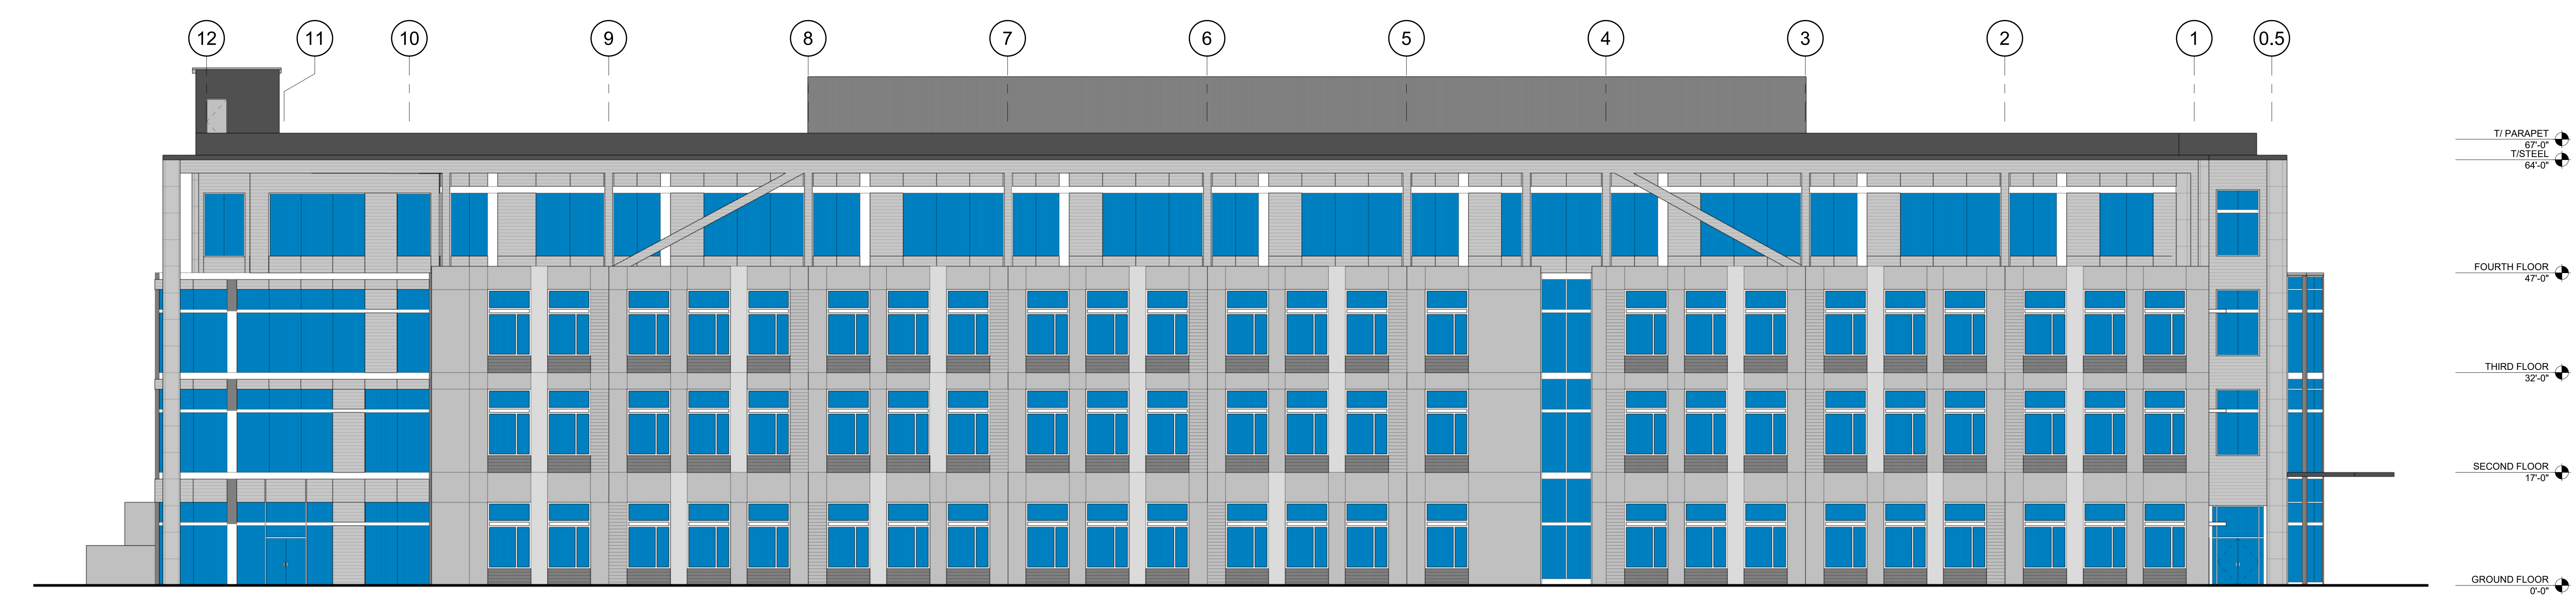 12 11 10 9 8 7 6 5 4 3 2 1 0.5
T/ PARAPET
67'-0"
T/STEEL
64'-0"
FOURTH FLOOR
47'-0"
THIRD FLOOR
32'-0"
SECOND FLOOR
17'-0"
GROUND FLOOR
0'-0"